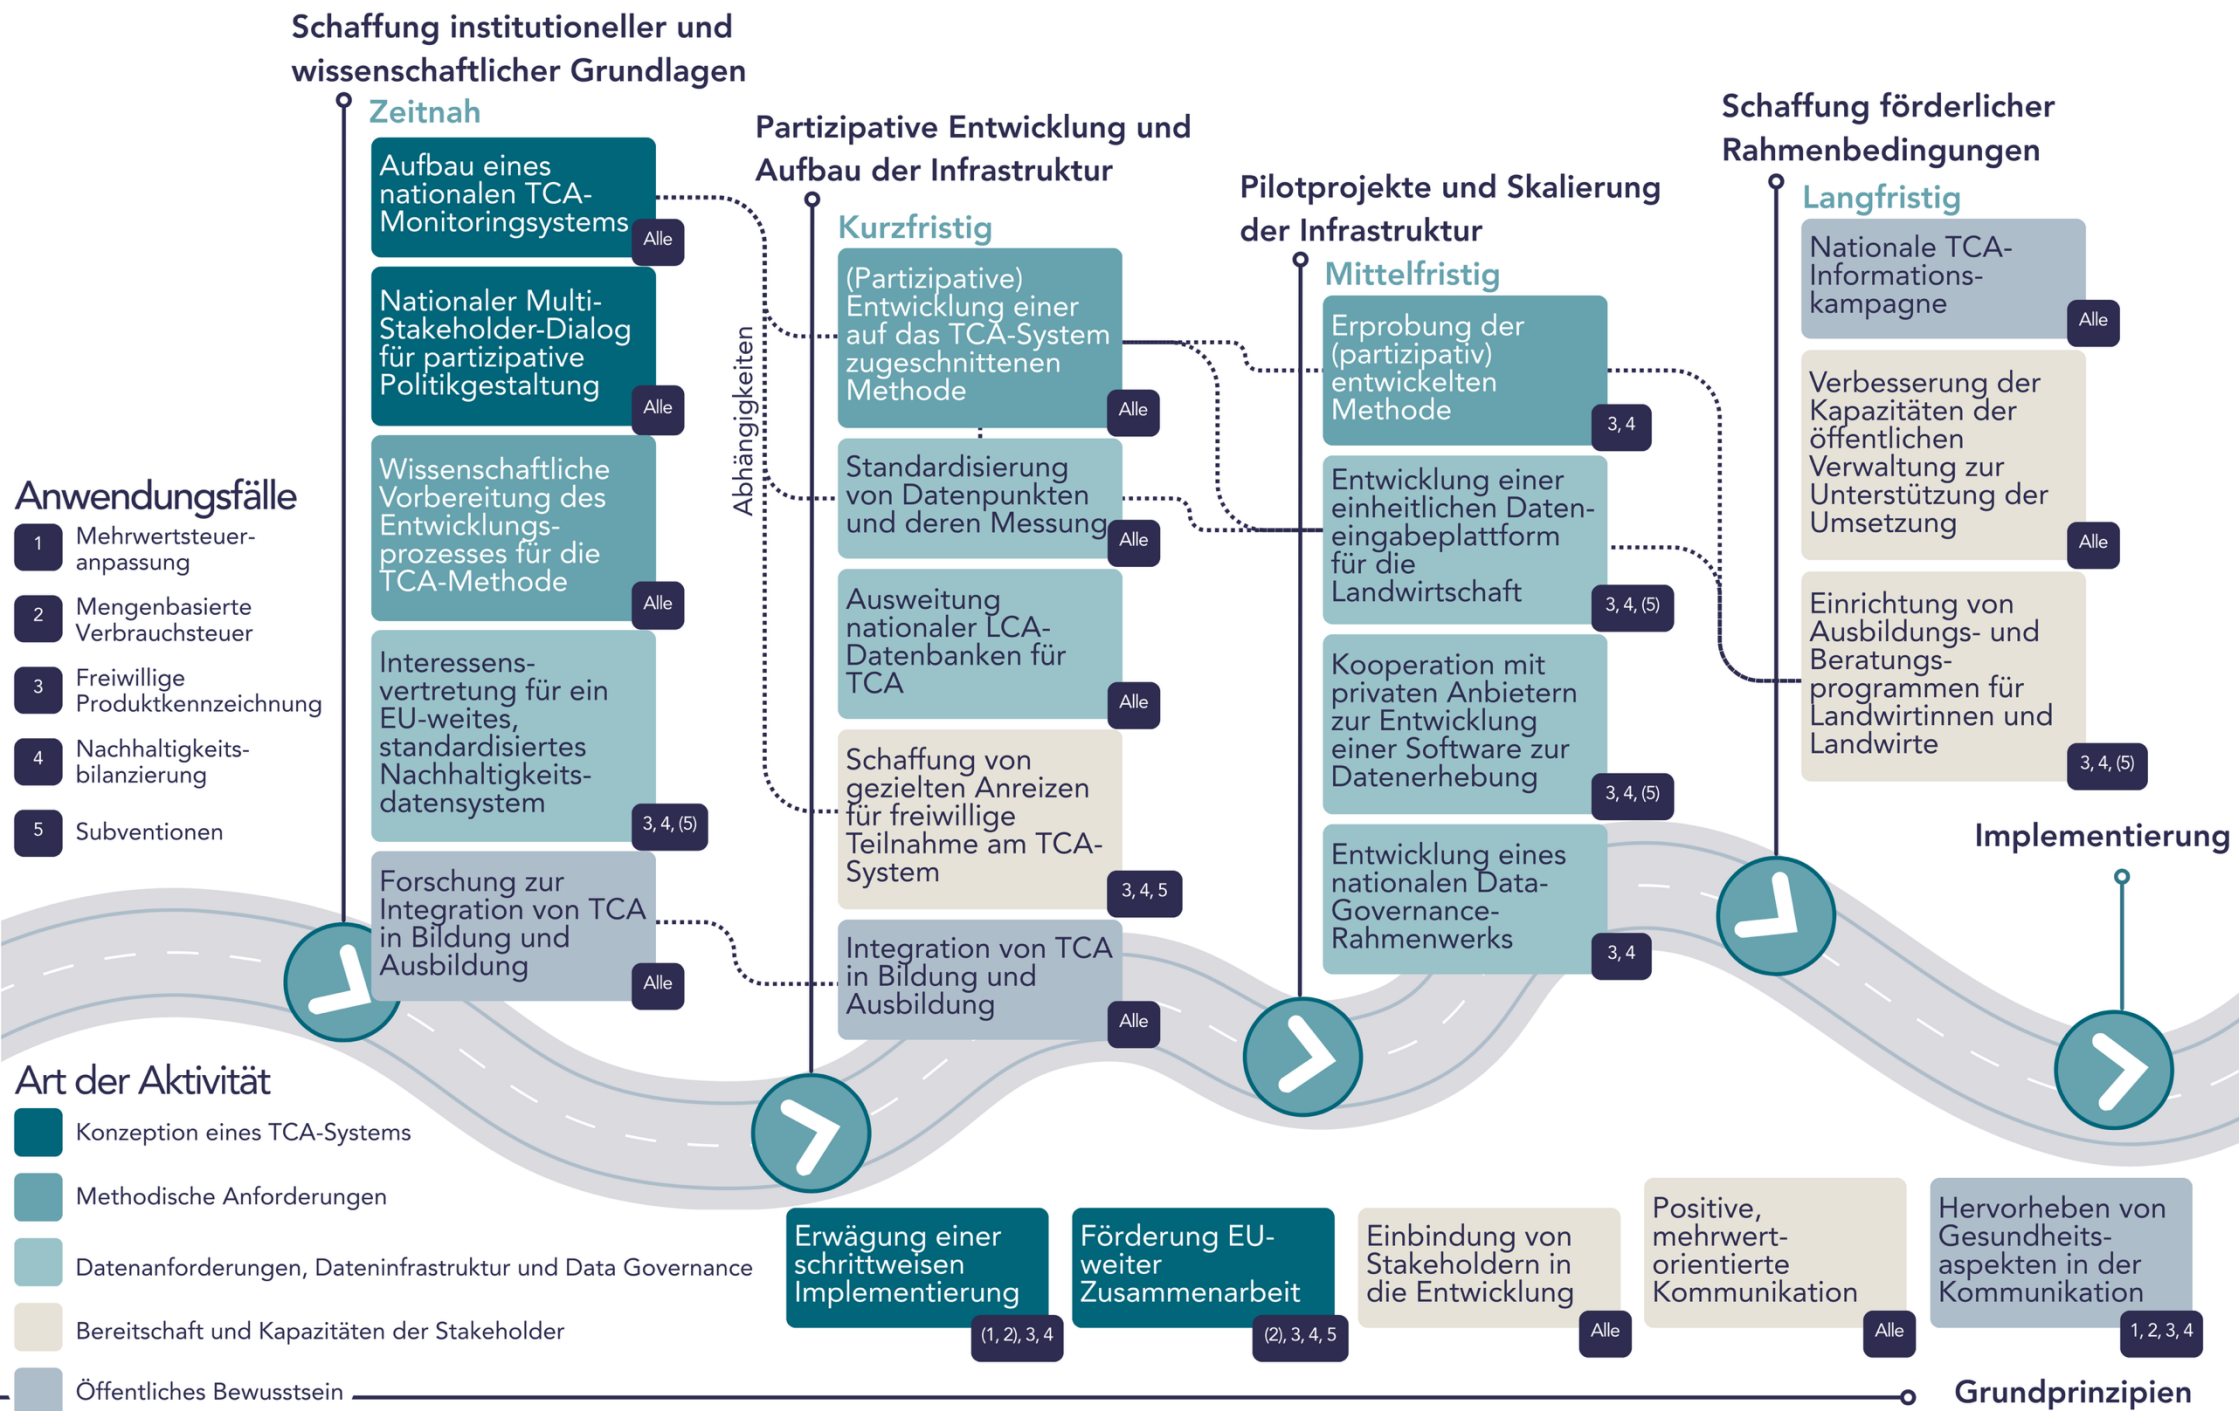 Schaffung institutioneller und
wissenschaftlicher Grundlagen
Zeitnah
Aufbau eines
nationalen TCA-
Monitoringsystems
Alle
Nationaler Multi-
Stakeholder-Dialog
für partizipative
Politikgestaltung
Alle
Wissenschaftliche
Vorbereitung des
Entwicklungs-
prozesses für die
TCA-Methode
Alle
Interessens-
vertretung für ein
EU-weites,
standardisiertes
Nachhaltigkeits-
datensystem
3, 4, (5)
Forschung zur
Integration von TCA
in Bildung und
Ausbildung
Alle
Abhängigkeiten
Partizipative Entwicklung und
Aufbau der Infrastruktur
Kurzfristig
(Partizipative)
Entwicklung einer
auf das TCA-System
zugeschnittenen
Methode
Alle
Standardisierung
von Datenpunkten
und deren Messung
Alle
Ausweitung
nationaler LCA-
Datenbanken für
TCA
Alle
Schaffung von
gezielten Anreizen
für freiwillige
Teilnahme am TCA-
System
3, 4, 5
Integration von TCA
in Bildung und
Ausbildung
Alle
Pilotprojekte und Skalierung
der Infrastruktur
Mittelfristig
Erprobung der
(partizipativ)
entwickelten
Methode
3, 4
Entwicklung einer
einheitlichen Daten-
eingabeplattform
für die
Landwirtschaft
3, 4, (5)
Kooperation mit
privaten Anbietern
zur Entwicklung
einer Software zur
Datenerhebung
3, 4, (5)
Entwicklung eines
nationalen Data-
Governance-
Rahmenwerks
3, 4
Schaffung förderlicher
Rahmenbedingungen
Langfristig
Nationale TCA-
Informations-
kampagne
Alle
Verbesserung der
Kapazitäten der
öffentlichen
Verwaltung zur
Unterstützung der
Umsetzung
Alle
Einrichtung von
Ausbildungs- und
Beratungs-
programmen für
Landwirtinnen und
Landwirte
3, 4, (5)
Implementierung
Anwendungsfälle
1
Mehrwertsteuer-
anpassung
2
Mengenbasierte
Verbrauchsteuer
3
Freiwillige
Produktkennzeichnung
4
Nachhaltigkeits-
bilanzierung
5
Subventionen
Art der Aktivität
Konzeption eines TCA-Systems
Methodische Anforderungen
Datenanforderungen, Dateninfrastruktur und Data Governance
Bereitschaft und Kapazitäten der Stakeholder
Öffentliches Bewusstsein
Erwägung einer
schrittweisen
Implementierung
(1, 2), 3, 4
Förderung EU-
weiter
Zusammenarbeit
(2), 3, 4, 5
Einbindung von
Stakeholdern in
die Entwicklung
Alle
Positive,
mehrwert-
orientierte
Kommunikation
Alle
Hervorheben von
Gesundheits-
aspekten in der
Kommunikation
1, 2, 3, 4
Grundprinzipien